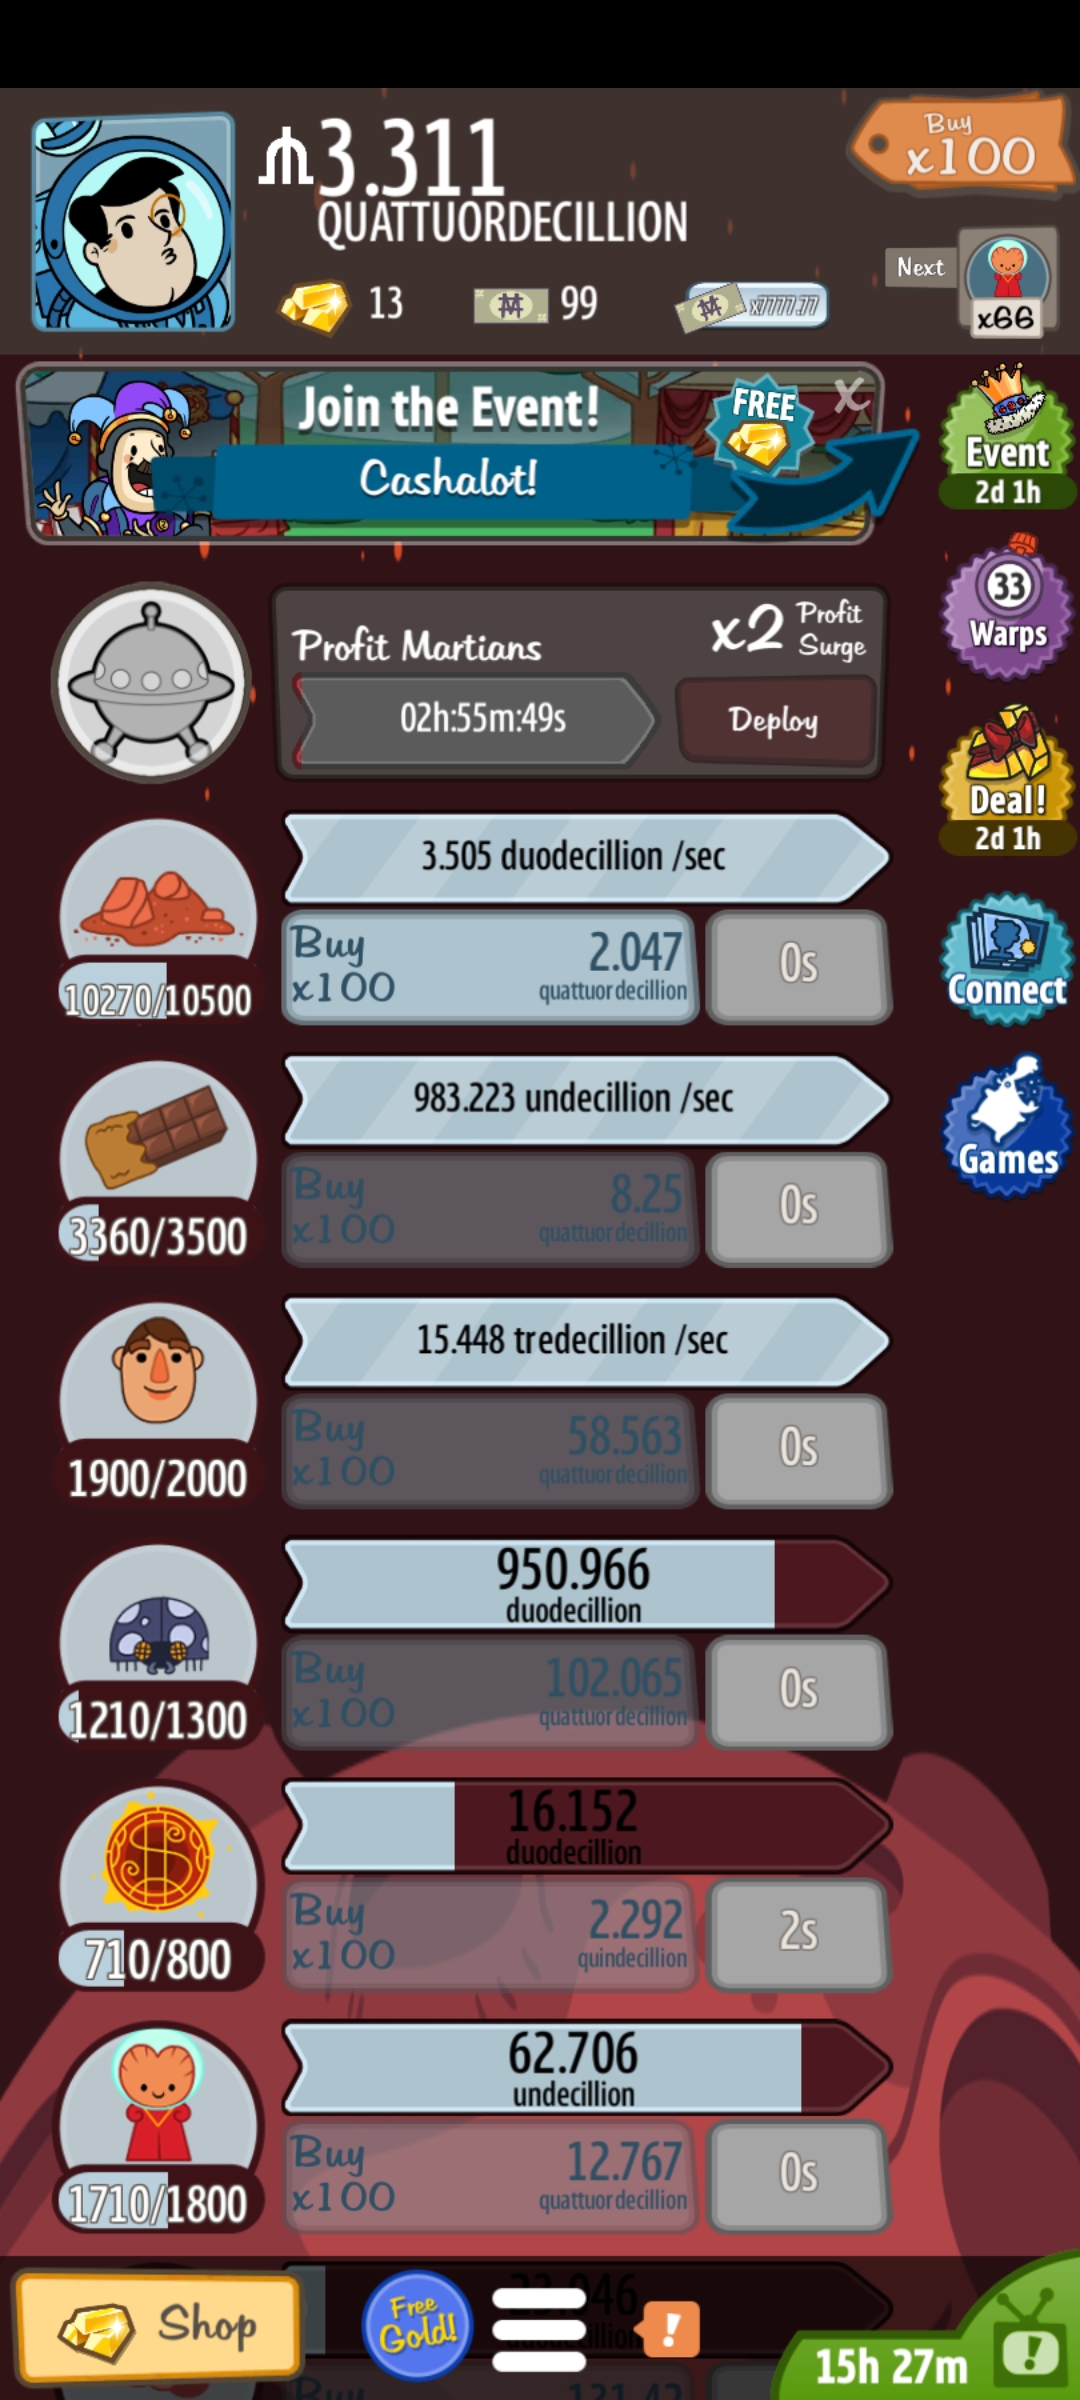 3.311
QUATTUORDECILLION
Buy
x100
13
99
x7777.77
Next
x66
Join the Event!
Cashalot!
FREE
X
Event
2d 1h
33
Warps
Profit Martians
x2 Profit Surge
02h:55m:49s
Deploy
Deal!
2d 1h
3.505 duodecillion /sec
Buy x100
2.047
quattuordecillion
0s
10270/10500
Connect
983.223 undecillion /sec
Buy x100
8.25
quattuordecillion
0s
3360/3500
Games
15.448 tredecillion /sec
Buy x100
58.563
quattuordecillion
0s
1900/2000
950.966
duodecillion
Buy x100
102.065
quattuordecillion
0s
1210/1300
16.152
duodecillion
Buy x100
2.292
quindecillion
2s
710/800
62.706
undecillion
Buy x100
12.767
quattuordecillion
0s
1710/1800
Shop
Free Gold!
!
15h 27m
!
Buy
131.42